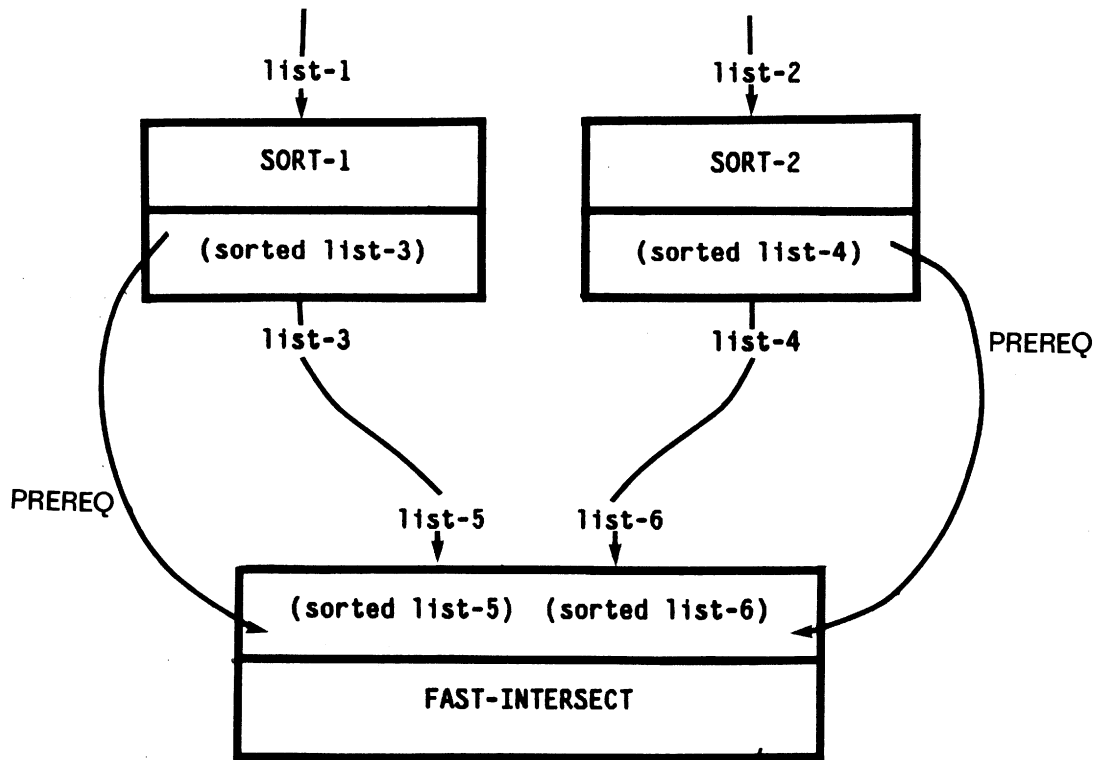 list-1
list-2
SORT-1
SORT-2
(sorted list-3)
(sorted list-4)
list-3
list-4
PREREQ
PREREQ
list-5
list-6
(sorted list-5) (sorted list-6)
FAST-INTERSECT